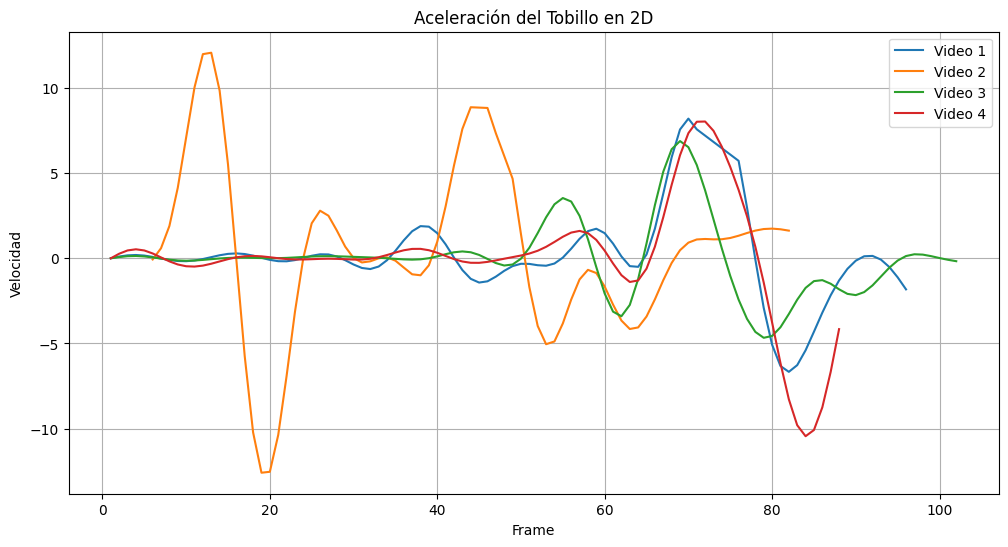 Aceleración del Tobillo en 2D
Video 1
Video 2
Video 3
Video 4
Velocidad
10
5
0
−5
−10
0 20 40 60 80 100
Frame